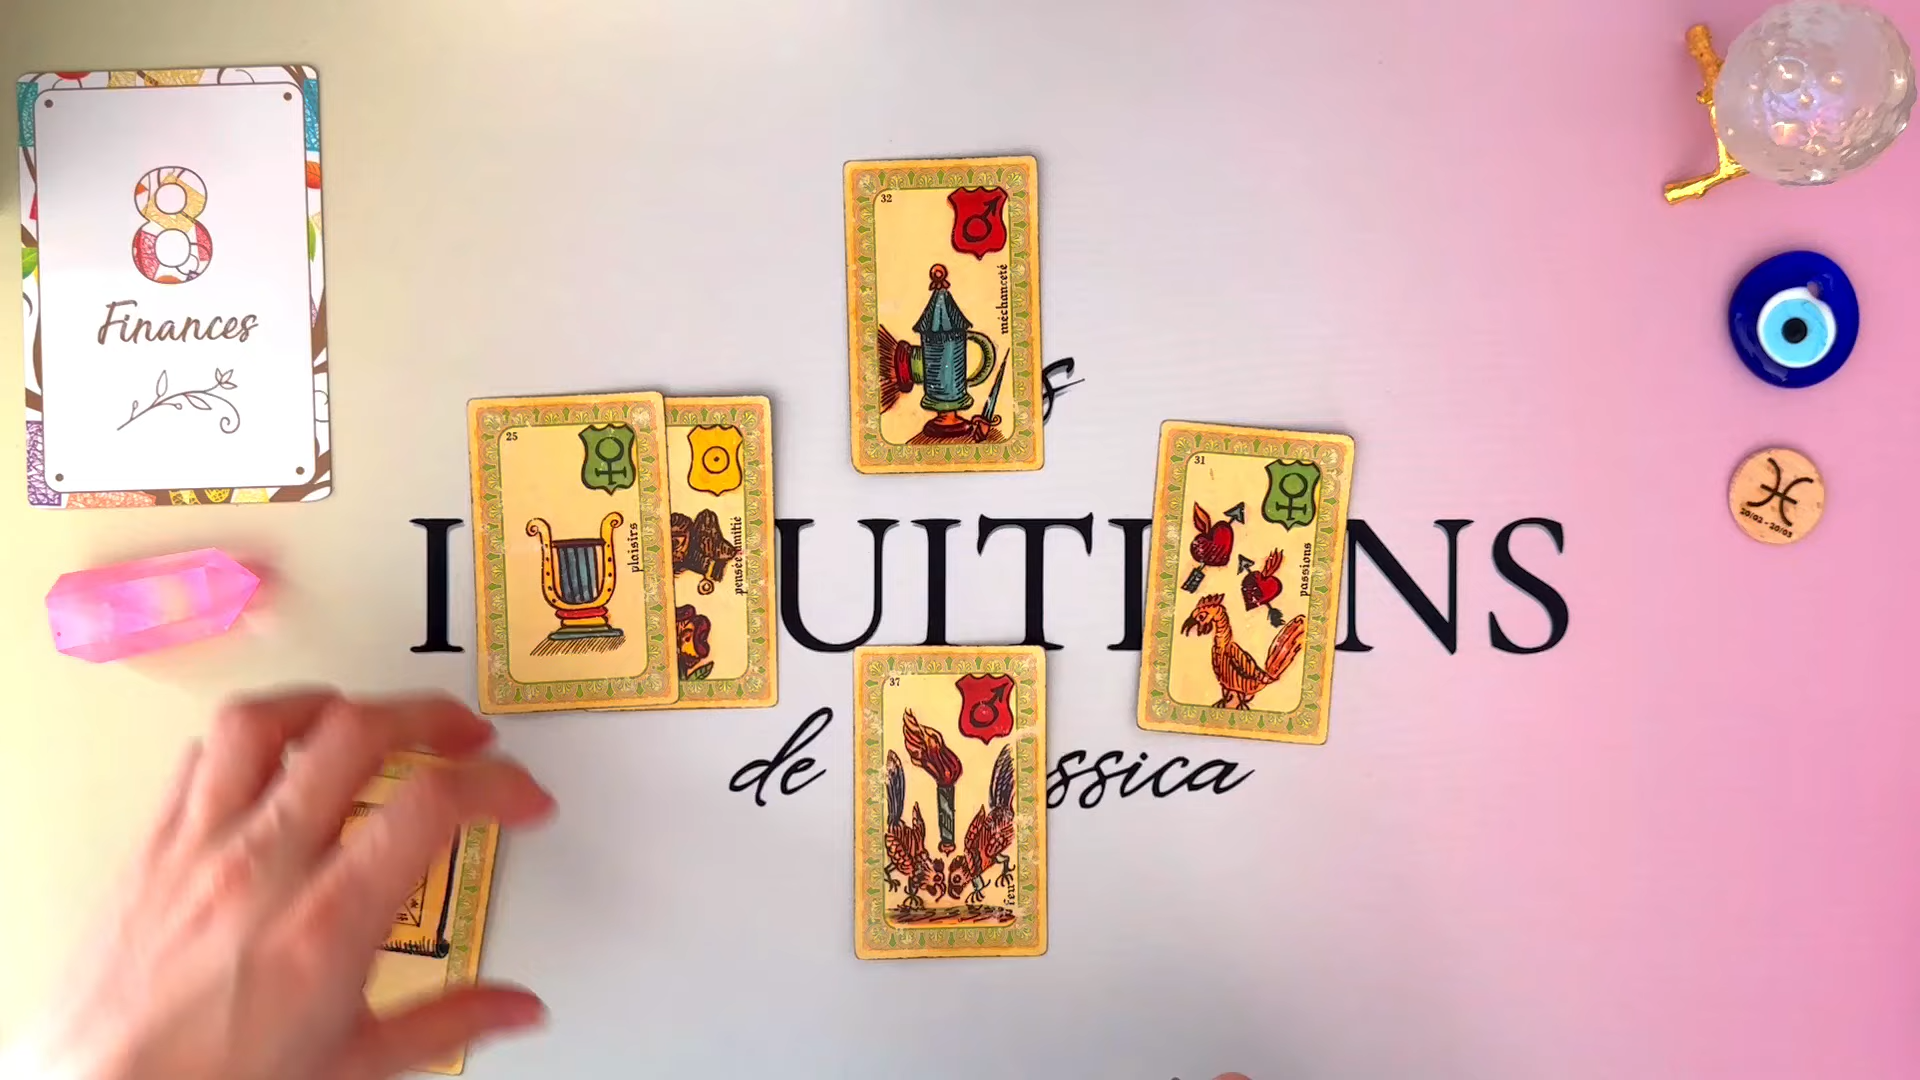 8
Finances
32
méchanceté
s
25
plaisirs
pensée amitié
31
passions
I UITI NS
37
feu
de ssica
20/02 - 20/03